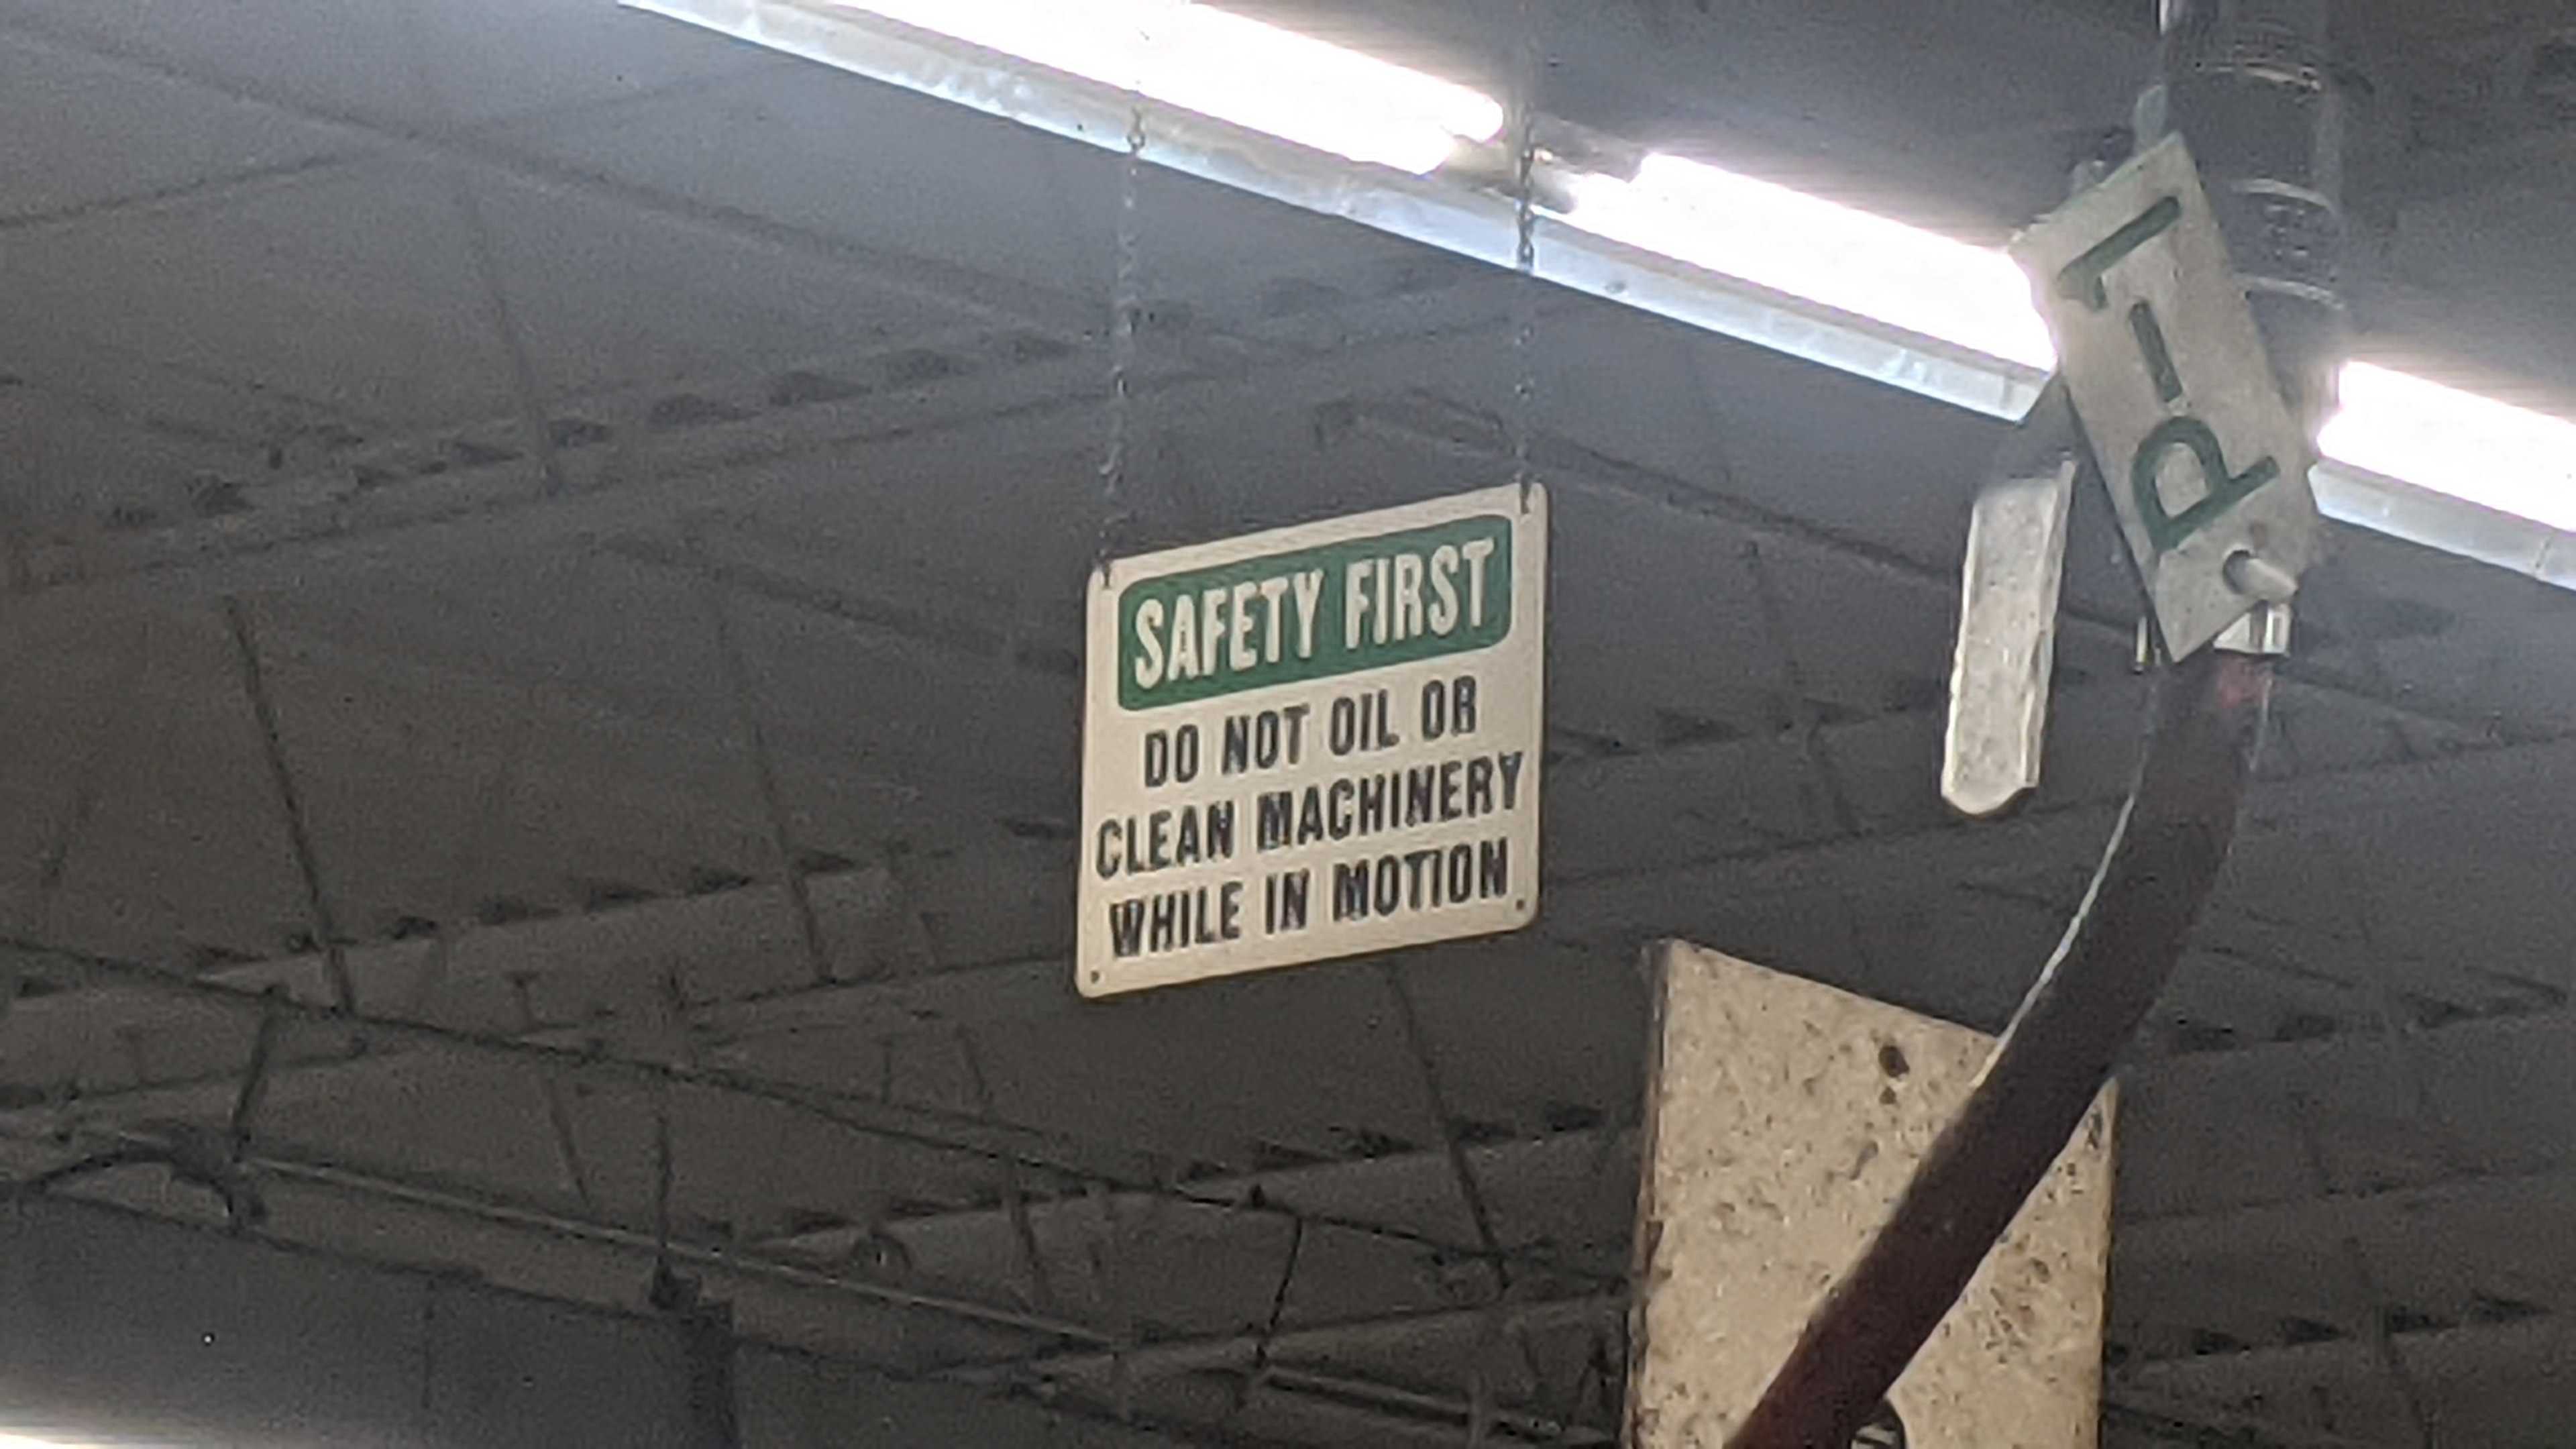 SAFETY FIRST
DO NOT OIL OR
CLEAN MACHINERY
WHILE IN MOTION
P-1